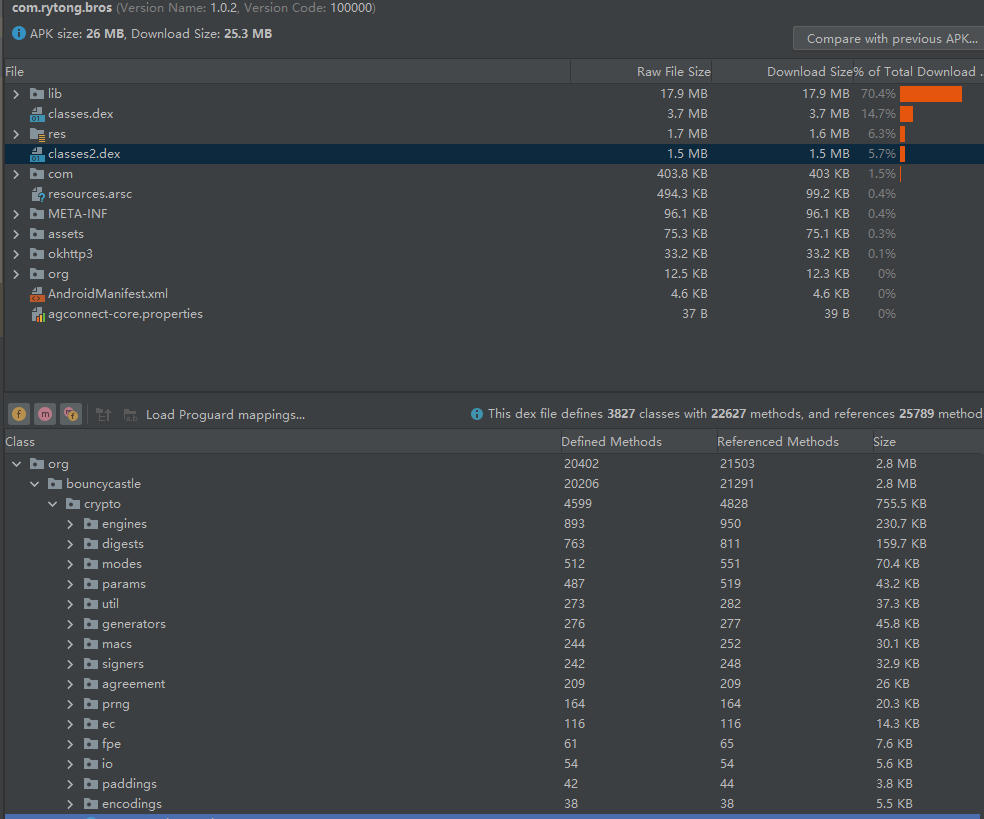 com.rytong.bros (Version Name: 1.0.2, Version Code: 100000)
APK size: 26 MB, Download Size: 25.3 MB
Compare with previous APK...
File Raw File Size Download Size % of Total Download ...
lib 17.9 MB 17.9 MB 70.4%
classes.dex 3.7 MB 3.7 MB 14.7%
res 1.7 MB 1.6 MB 6.3%
classes2.dex 1.5 MB 1.5 MB 5.7%
com 403.8 KB 403 KB 1.5%
resources.arsc 494.3 KB 99.2 KB 0.4%
META-INF 96.1 KB 96.1 KB 0.4%
assets 75.3 KB 75.1 KB 0.3%
okhttp3 33.2 KB 33.2 KB 0.1%
org 12.5 KB 12.3 KB 0%
AndroidManifest.xml 4.6 KB 4.6 KB 0%
agconnect-core.properties 37 B 39 B 0%
Load Proguard mappings...
This dex file defines 3827 classes with 22627 methods, and references 25789 method
Class Defined Methods Referenced Methods Size
org 20402 21503 2.8 MB
bouncycastle 20206 21291 2.8 MB
crypto 4599 4828 755.5 KB
engines 893 950 230.7 KB
digests 763 811 159.7 KB
modes 512 551 70.4 KB
params 487 519 43.2 KB
util 273 282 37.3 KB
generators 276 277 45.8 KB
macs 244 252 30.1 KB
signers 242 248 32.9 KB
agreement 209 209 26 KB
prng 164 164 20.3 KB
ec 116 116 14.3 KB
fpe 61 65 7.6 KB
io 54 54 5.6 KB
paddings 42 44 3.8 KB
encodings 38 38 5.5 KB